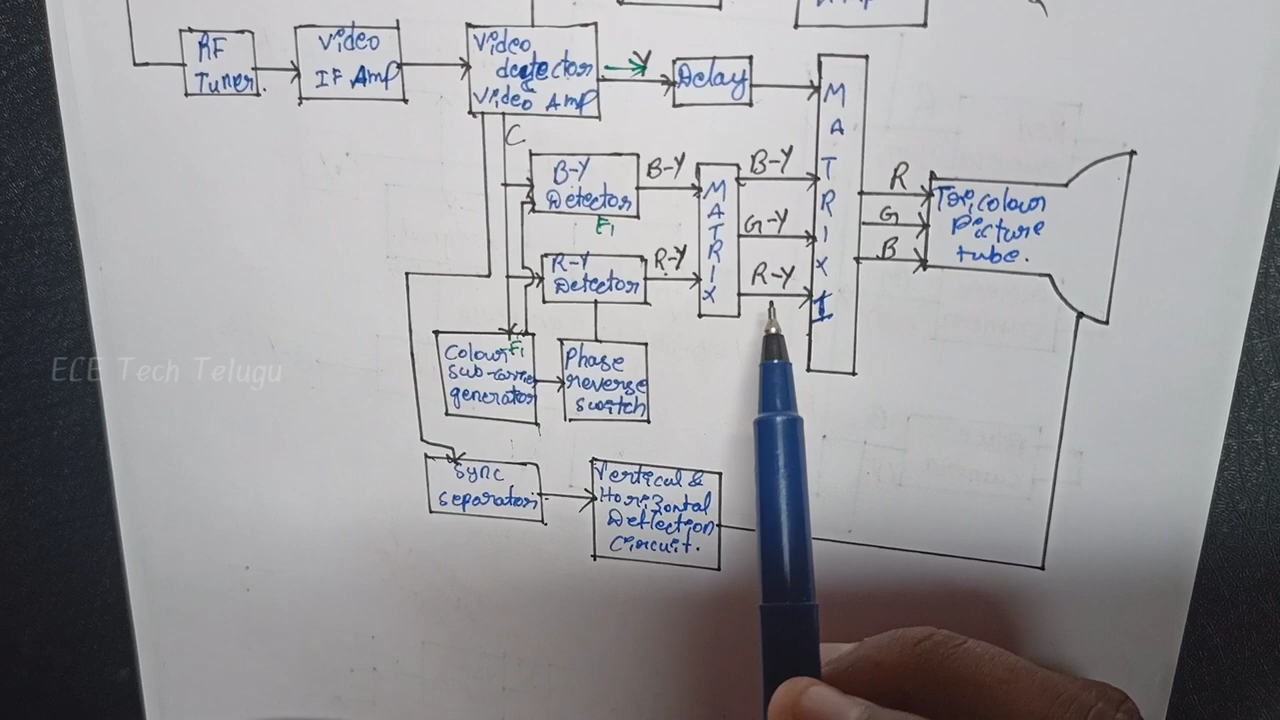 RF
Tuner.
Video
IF Amp
Video
detector
&
Video Amp
Y
Delay
C
B-Y
Detector
F1
B-Y
R-Y
Detector
R-Y
MATRIX
B-Y
G-Y
R-Y
MATRIX
I
R
G
B
Tri,colour
Picture
tube.
Colour
F1
sub-carrier
generator
Phase
reverse
switch
Sync
separator
Vertical &
Horizontal
Deflection
Circuit.
ECE Tech Telugu